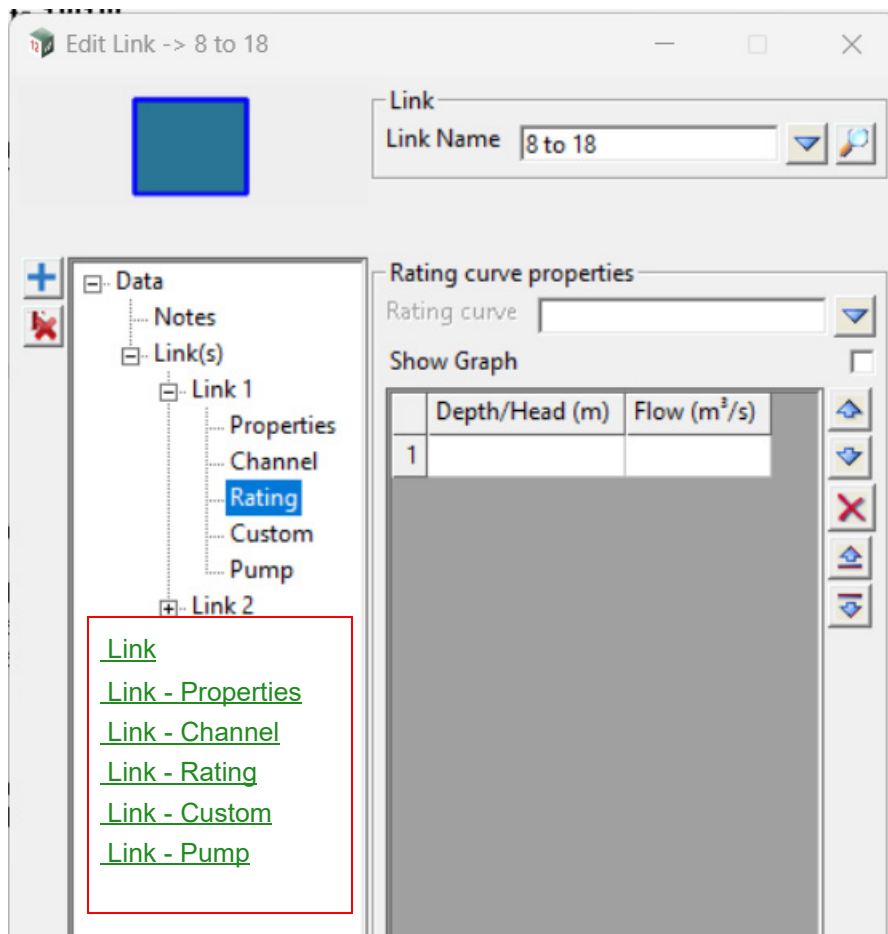 Edit Link -> 8 to 18
Link
Link Name 8 to 18
Data
Notes
Link(s)
Link 1
Properties
Channel
Rating
Custom
Pump
Link 2
Link
Link - Properties
Link - Channel
Link - Rating
Link - Custom
Link - Pump
Rating curve properties
Rating curve
Show Graph
Depth/Head (m) Flow (m³/s)
1